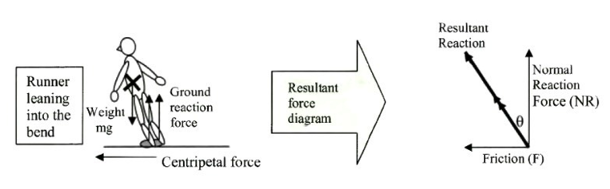 Runner
leaning
into the
bend
Weight
mg
Ground
reaction
force
Centripetal force
Resultant
force
diagram
Resultant
Reaction
Normal
Reaction
Force (NR)
θ
Friction (F)